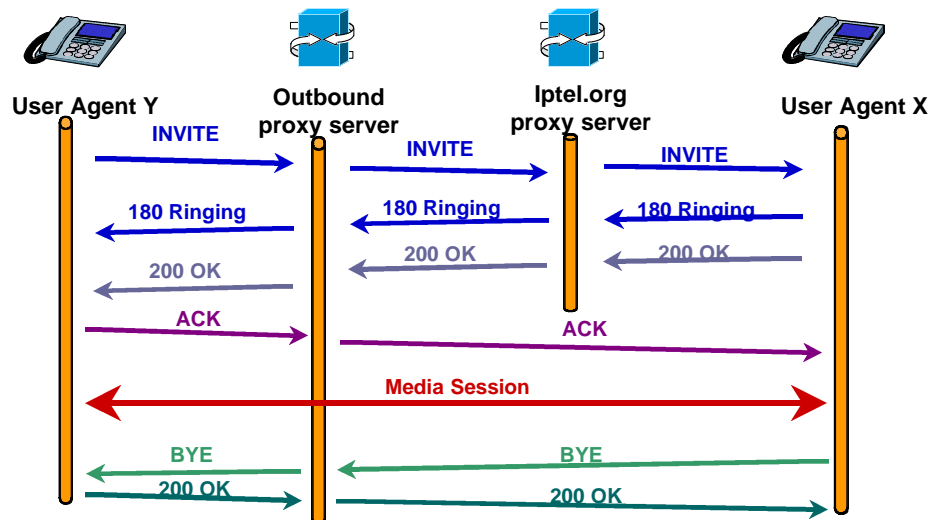 User Agent Y
Outbound
proxy server
Iptel.org
proxy server
User Agent X
INVITE
INVITE
INVITE
180 Ringing
180 Ringing
180 Ringing
200 OK
200 OK
200 OK
ACK
ACK
Media Session
BYE
BYE
200 OK
200 OK